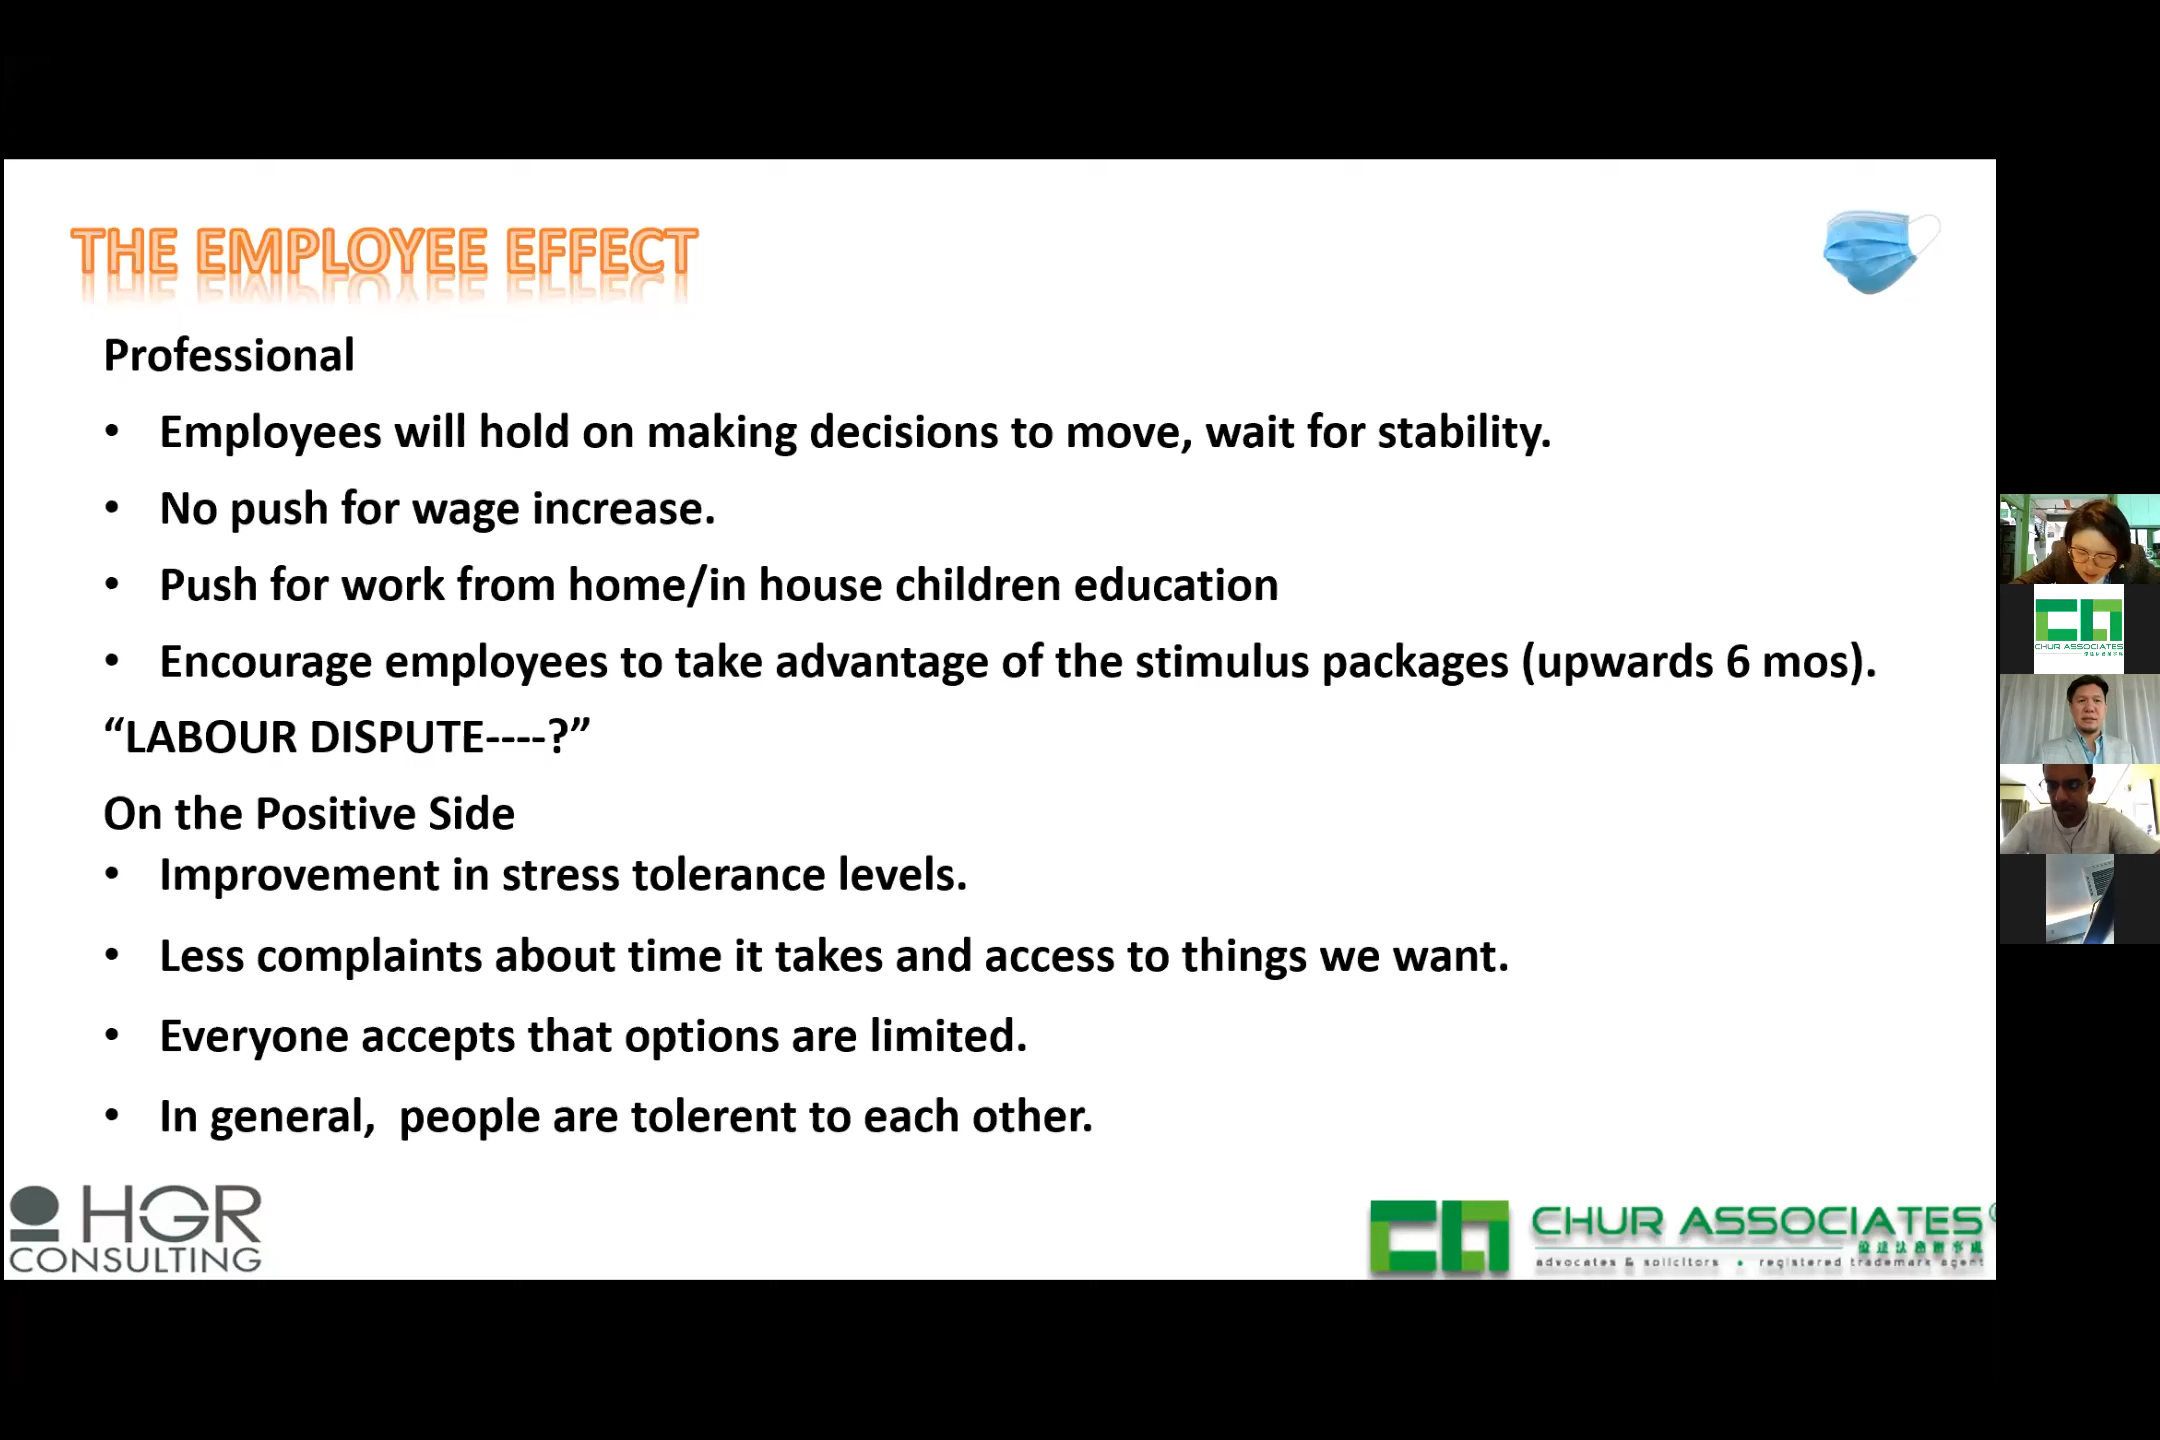 THE EMPLOYEE EFFECT
Professional
• Employees will hold on making decisions to move, wait for stability.
• No push for wage increase.
• Push for work from home/in house children education
• Encourage employees to take advantage of the stimulus packages (upwards 6 mos).
“LABOUR DISPUTE----?”
On the Positive Side
• Improvement in stress tolerance levels.
• Less complaints about time it takes and access to things we want.
• Everyone accepts that options are limited.
• In general,  people are tolerent to each other.
HGR
CONSULTING
CHUR ASSOCIATES
advocates & solicitors • registered trademark agent
CHUR ASSOCIATES